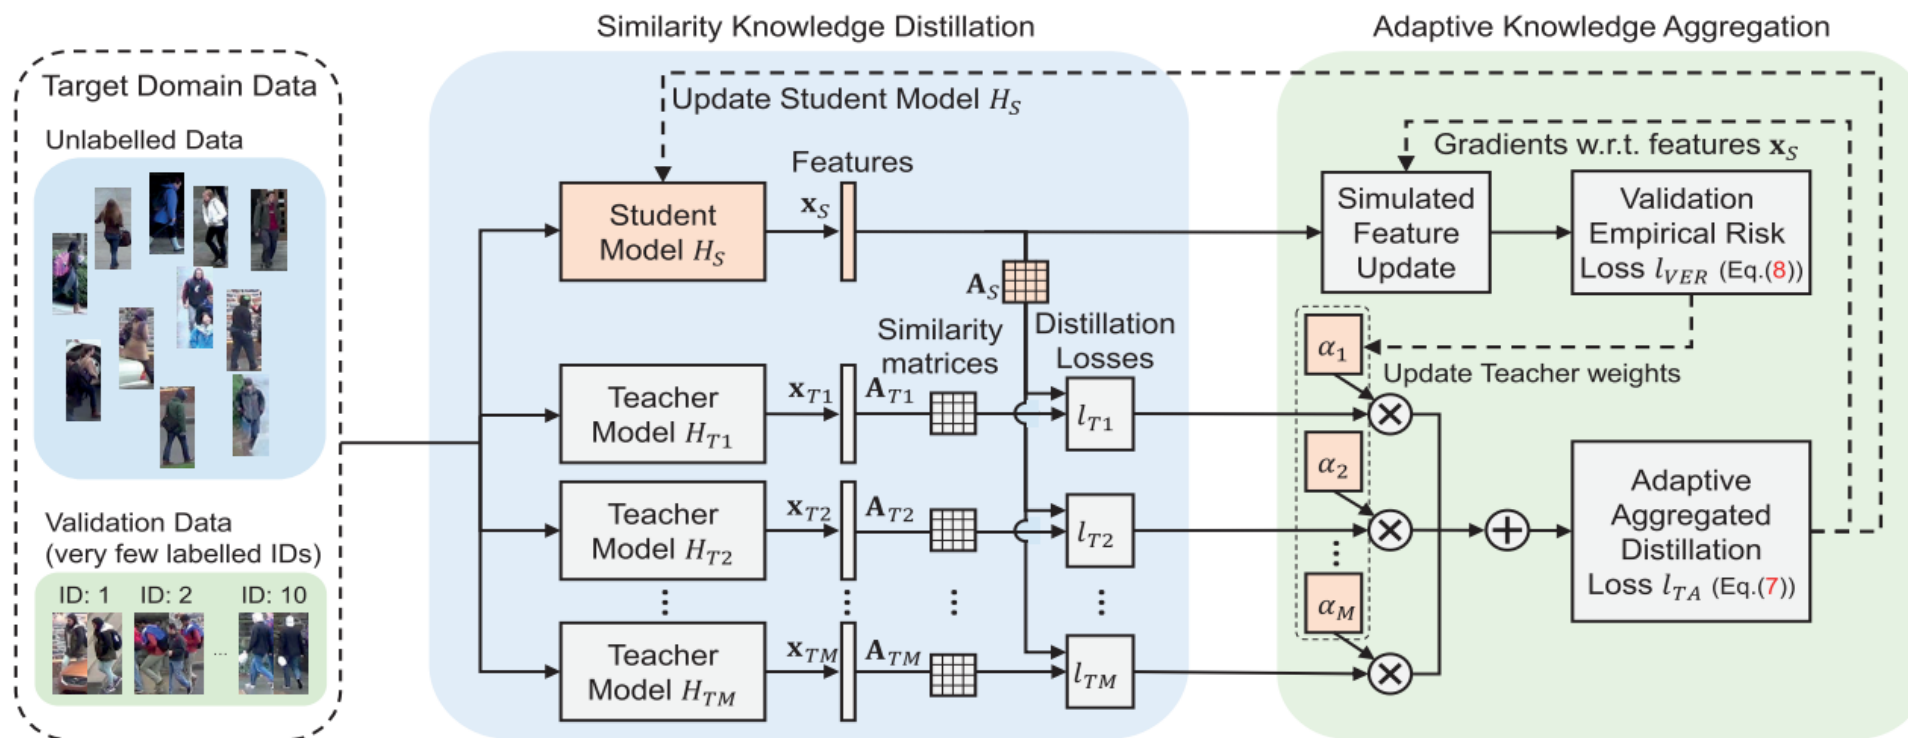 Similarity Knowledge Distillation
Adaptive Knowledge Aggregation
Target Domain Data
Unlabelled Data
Validation Data
(very few labelled IDs)
ID: 1
ID: 2
ID: 10
...
Update Student Model H_S
Features
Student
Model H_S
x_S
A_S
Similarity
matrices
Distillation
Losses
Teacher
Model H_T1
x_T1
A_T1
l_T1
Teacher
Model H_T2
x_T2
A_T2
l_T2
Teacher
Model H_TM
x_TM
A_TM
l_TM
Gradients w.r.t. features x_S
Simulated
Feature
Update
Validation
Empirical Risk
Loss l_VER (Eq.(8))
α_1
Update Teacher weights
α_2
α_M
Adaptive
Aggregated
Distillation
Loss l_TA (Eq.(7))